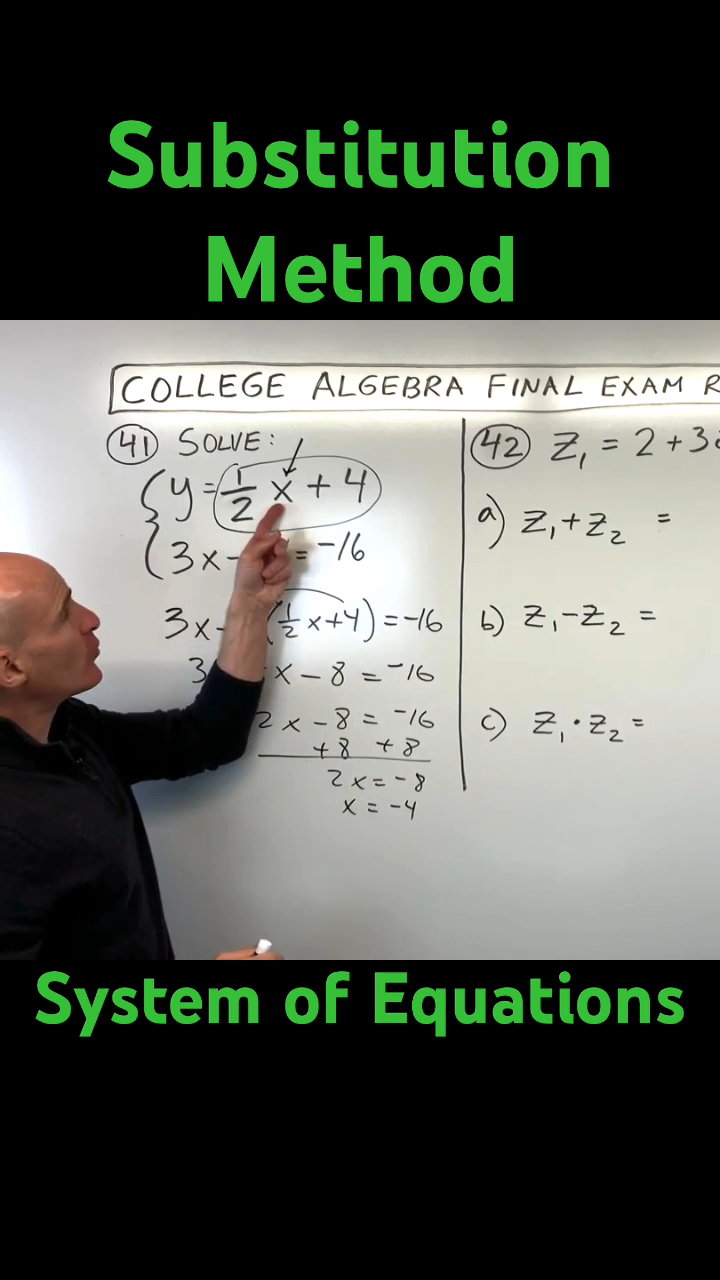 Substitution
Method
COLLEGE ALGEBRA FINAL EXAM R
41 SOLVE:
y = 1/2 x + 4
3x - = -16
3x - (1/2 x + 4) = -16
3 x - 8 = -16
2x - 8 = -16
+8 +8
2x = -8
x = -4
42 Z₁ = 2 + 3i
a) Z₁ + Z₂ =
b) Z₁ - Z₂ =
c) Z₁ · Z₂ =
System of Equations